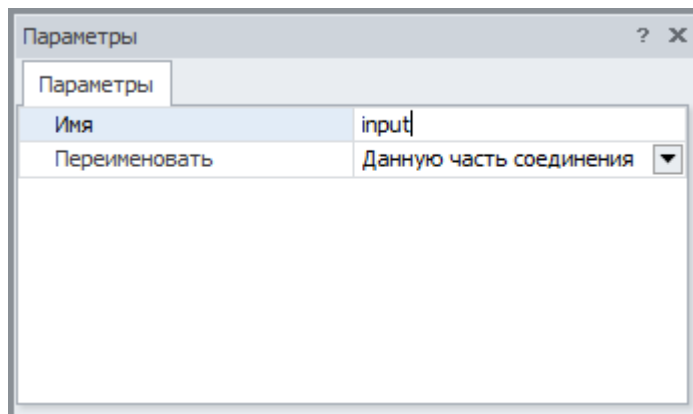 Параметры ? X
Параметры
Имя input
Переименовать Данную часть соединения